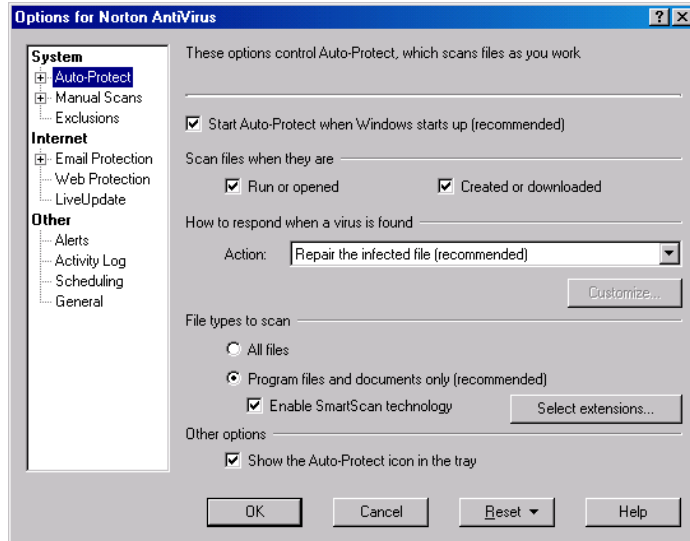 Options for Norton AntiVirus
System
Auto-Protect
Manual Scans
Exclusions
Internet
Email Protection
Web Protection
LiveUpdate
Other
Alerts
Activity Log
Scheduling
General
These options control Auto-Protect, which scans files as you work
Start Auto-Protect when Windows starts up (recommended)
Scan files when they are
Run or opened Created or downloaded
How to respond when a virus is found
Action: Repair the infected file (recommended)
Customize...
File types to scan
All files
Program files and documents only (recommended)
Enable SmartScan technology Select extensions...
Other options
Show the Auto-Protect icon in the tray
OK Cancel Reset Help